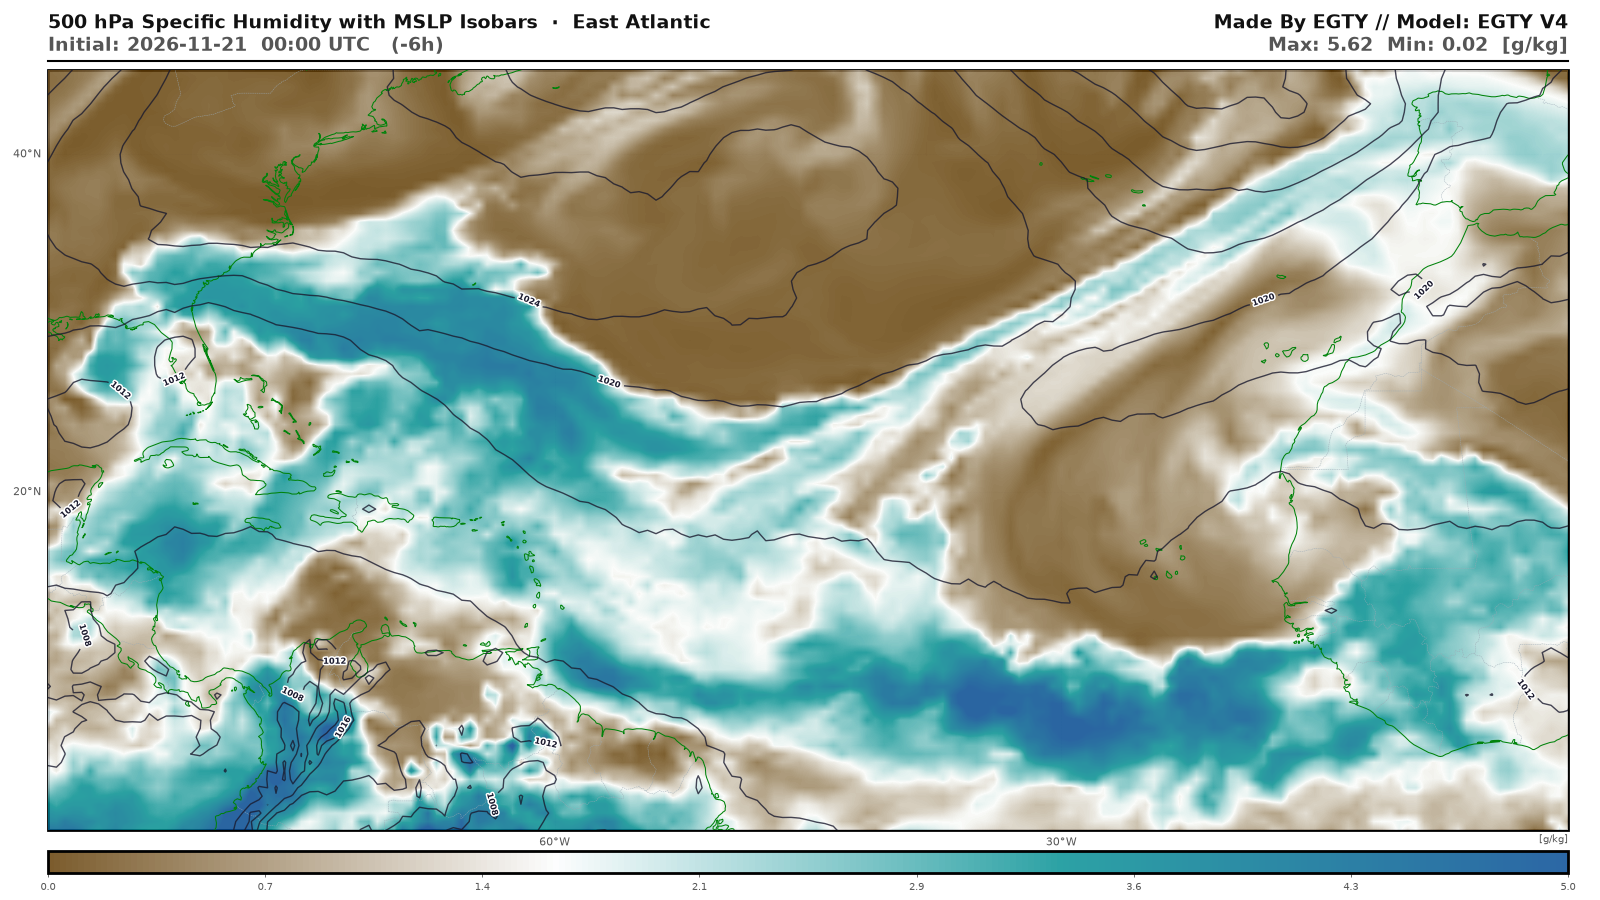 500 hPa Specific Humidity with MSLP Isobars · East Atlantic
Made By EGTY // Model: EGTY V4
Initial: 2026-11-21 00:00 UTC (-6h)
Max: 5.62 Min: 0.02 [g/kg]
40°N
1024
1020
1020
1020
1012
1012
20°N
1012
1008
1012
1012
1008
1016
1012
1008
60°W
30°W
[g/kg]
0.0 0.7 1.4 2.1 2.9 3.6 4.3 5.0